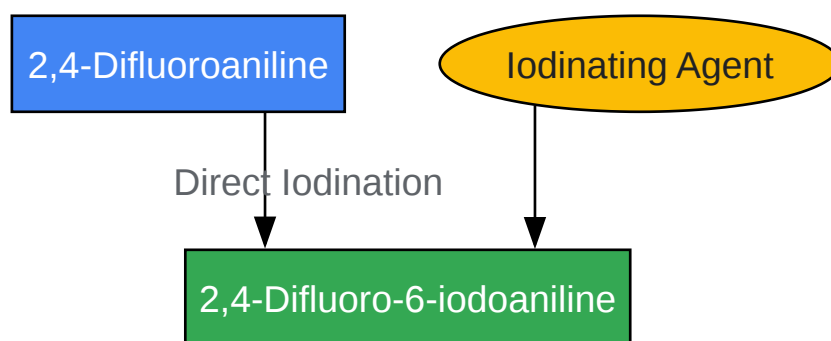 2,4-Difluoroaniline
Iodinating Agent
Direct Iodination
2,4-Difluoro-6-iodoaniline